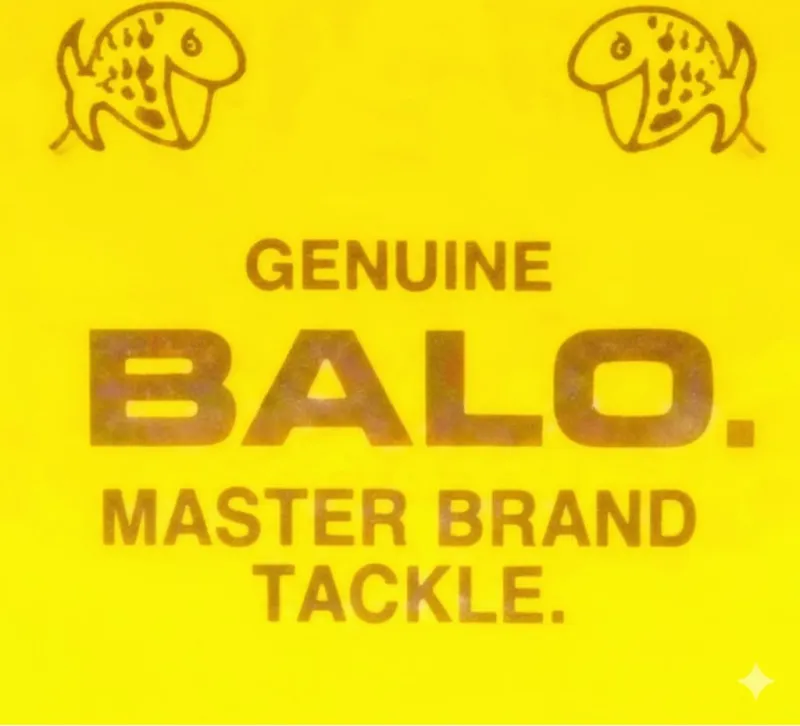 GENUINE
BALO.
MASTER BRAND
TACKLE.